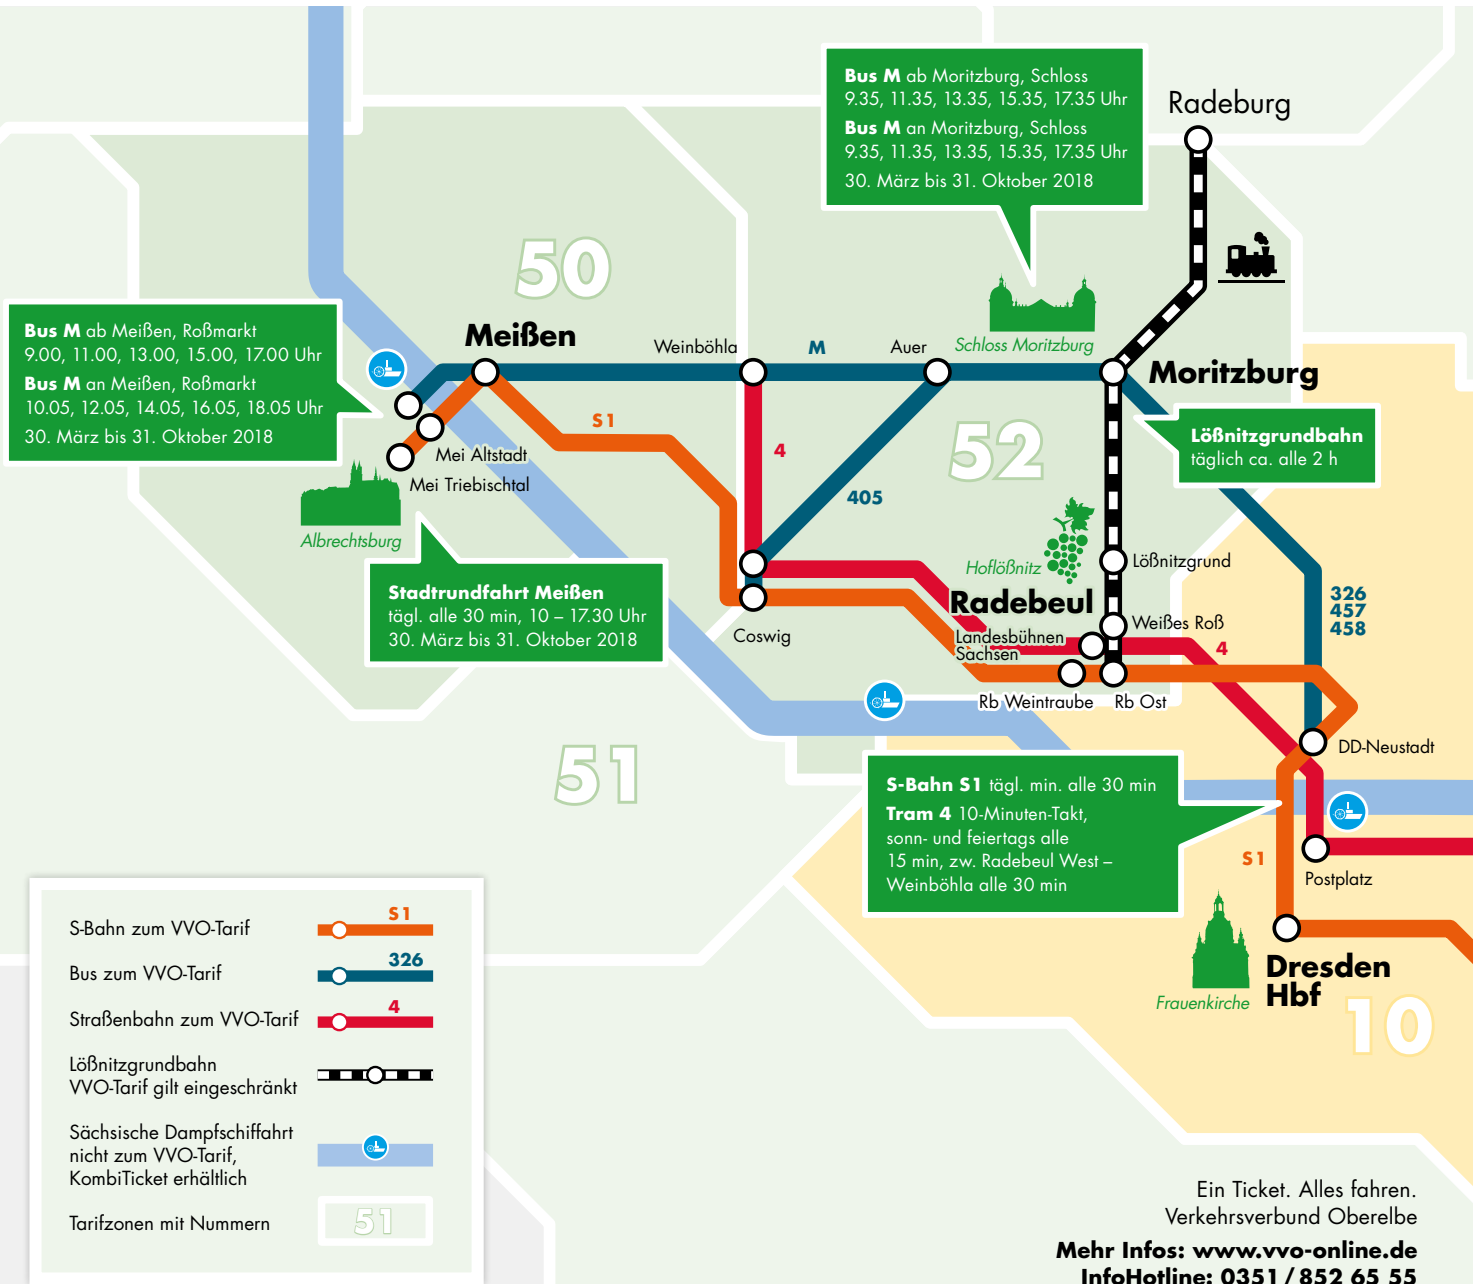 Bus M ab Moritzburg, Schloss
9.35, 11.35, 13.35, 15.35, 17.35 Uhr
Bus M an Moritzburg, Schloss
9.35, 11.35, 13.35, 15.35, 17.35 Uhr
30. März bis 31. Oktober 2018
Radeburg
50
Bus M ab Meißen, Roßmarkt
9.00, 11.00, 13.00, 15.00, 17.00 Uhr
Bus M an Meißen, Roßmarkt
10.05, 12.05, 14.05, 16.05, 18.05 Uhr
30. März bis 31. Oktober 2018
Meißen
Weinböhla
M
Auer
Schloss Moritzburg
Moritzburg
S1
4
52
405
Lößnitzgrundbahn
täglich ca. alle 2 h
Mei Altstadt
Mei Triebischtal
Albrechtsburg
Stadtrundfahrt Meißen
tägl. alle 30 min, 10 – 17.30 Uhr
30. März bis 31. Oktober 2018
Hoflößnitz
Lößnitzgrund
Radebeul
326
457
458
Weißes Roß
Landesbühnen
Sachsen
Coswig
4
Rb Weintraube
Rb Ost
DD-Neustadt
51
S-Bahn S1 tägl. min. alle 30 min
Tram 4 10-Minuten-Takt,
sonn- und feiertags alle
15 min, zw. Radebeul West –
Weinböhla alle 30 min
S1
Postplatz
Frauenkirche
Dresden
Hbf
10
S-Bahn zum VVO-Tarif
S1
Bus zum VVO-Tarif
326
Straßenbahn zum VVO-Tarif
4
Lößnitzgrundbahn
VVO-Tarif gilt eingeschränkt
Sächsische Dampfschiffahrt
nicht zum VVO-Tarif,
KombiTicket erhältlich
Tarifzonen mit Nummern
51
Ein Ticket. Alles fahren.
Verkehrsverbund Oberelbe
Mehr Infos: www.vvo-online.de
InfoHotline: 0351/852 65 55